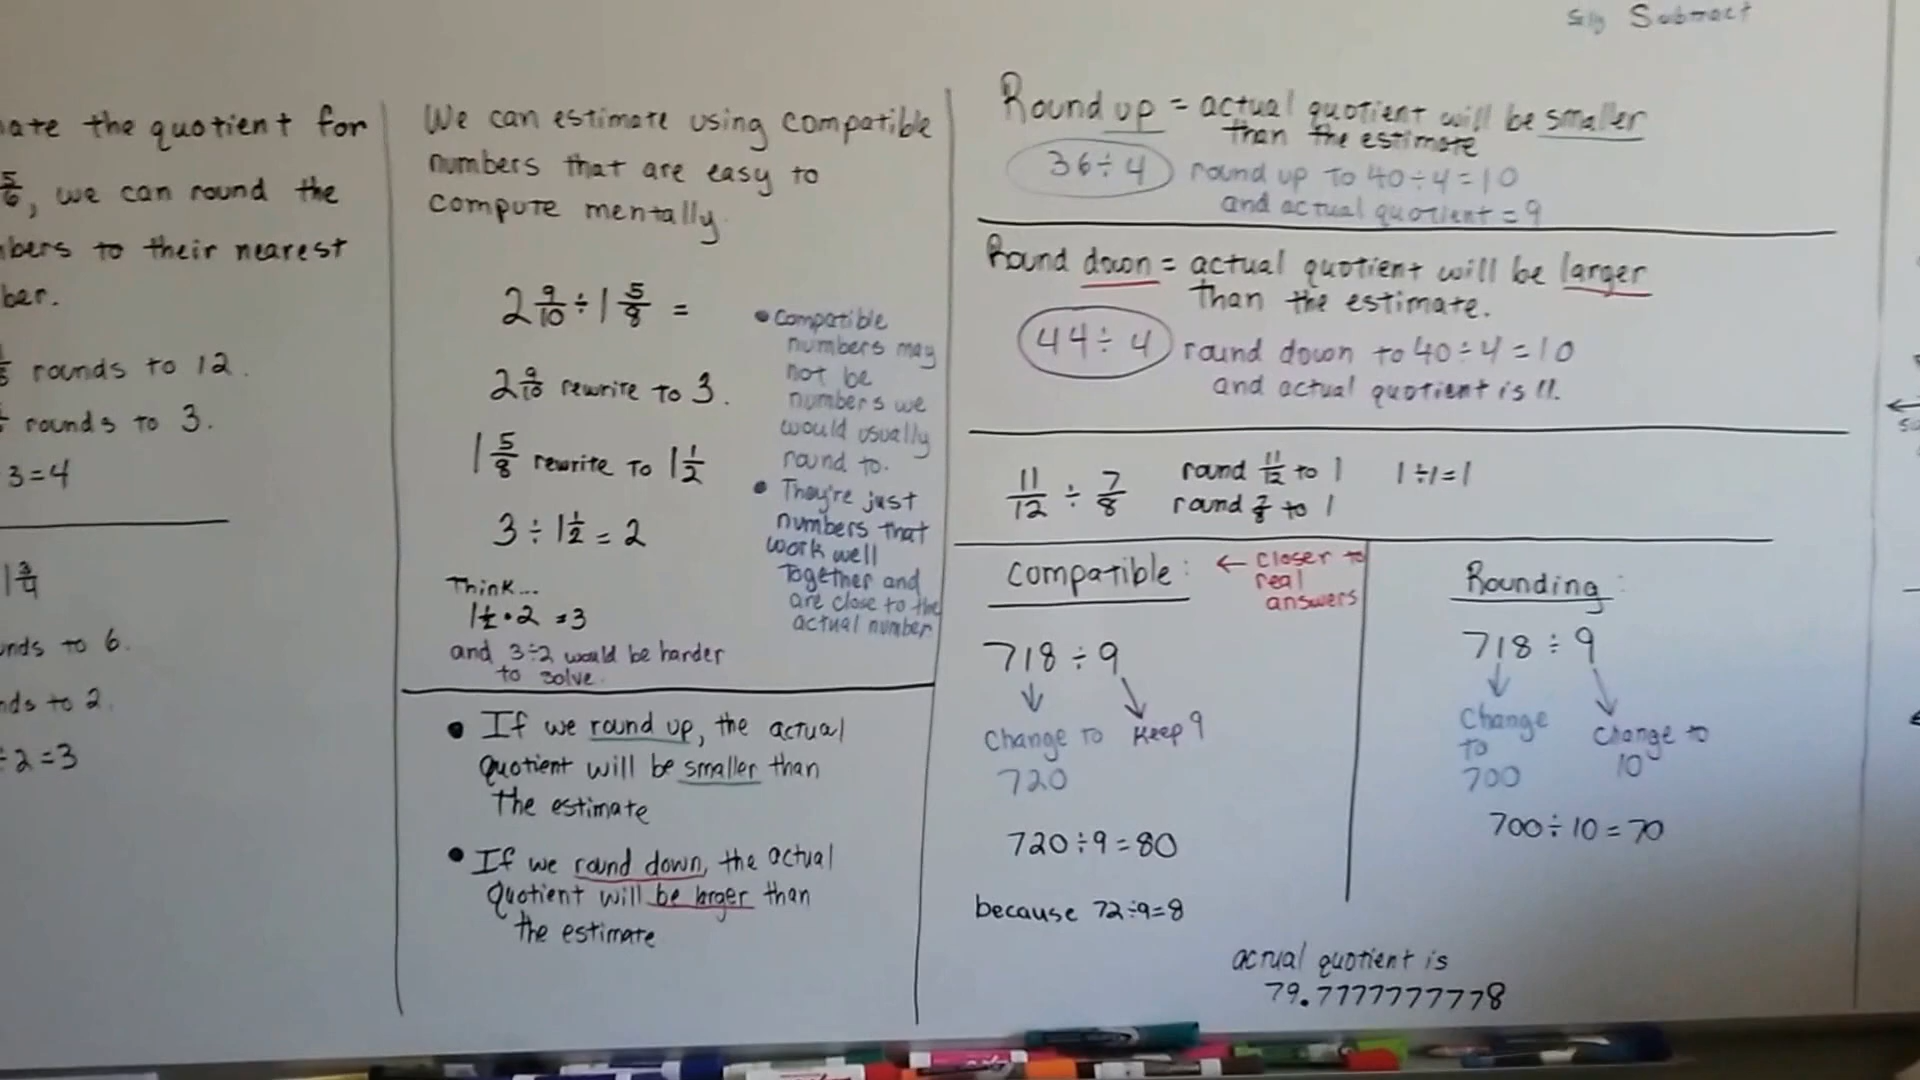 Subtract
ate the quotient for
5/6, we can round the
bers to their nearest
ber.
rounds to 12.
rounds to 3.
3=4
1 3/4
nds to 6.
nds to 2.
÷2=3
We can estimate using compatible
numbers that are easy to
compute mentally.
2 9/10 ÷ 1 5/8 =
2 9/10 rewrite to 3.
1 5/8 rewrite to 1 1/2
3 ÷ 1 1/2 = 2
Think...
1 1/2 • 2 = 3
and 3÷2 would be harder
to solve.
• Compatible
numbers may
not be
numbers we
would usually
round to.
• They're just
numbers that
work well
together and
are close to the
actual number.
• If we round up, the actual
quotient will be smaller than
the estimate
• If we round down, the actual
quotient will be larger than
the estimate
Round up = actual quotient will be smaller
than the estimate
36÷4 round up to 40÷4=10
and actual quotient=9
Round down = actual quotient will be larger
than the estimate.
44÷4 round down to 40÷4=10
and actual quotient is 11.
11/12 ÷ 7/8 round 11/12 to 1 1÷1=1
round 7/8 to 1
Compatible: ← closer to
real
answers
718 ÷ 9
Change to Keep 9
720
720÷9=80
because 72÷9=8
Rounding:
718 ÷ 9
Change Change to
to 10
700
700÷10=70
actual quotient is
79.7777777778